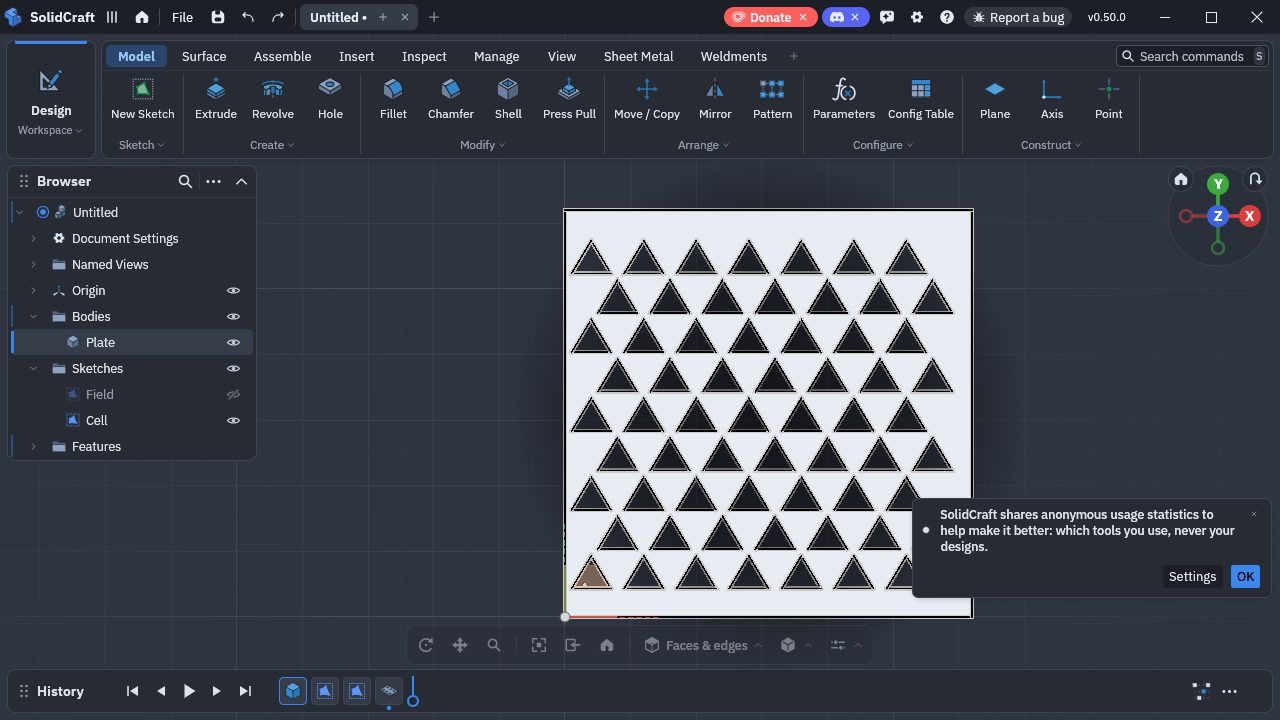 SolidCraft
File
Untitled •
Donate
Report a bug
v0.50.0
Design
Workspace
Model
Surface
Assemble
Insert
Inspect
Manage
View
Sheet Metal
Weldments
Search commands
S
New Sketch
Extrude
Revolve
Hole
Fillet
Chamfer
Shell
Press Pull
Move / Copy
Mirror
Pattern
Parameters
Config Table
Plane
Axis
Point
Sketch
Create
Modify
Arrange
Configure
Construct
Browser
Untitled
Document Settings
Named Views
Origin
Bodies
Plate
Sketches
Field
Cell
Features
Y
Z
X
SolidCraft shares anonymous usage statistics to
help make it better: which tools you use, never your
designs.
Settings
OK
Faces & edges
History